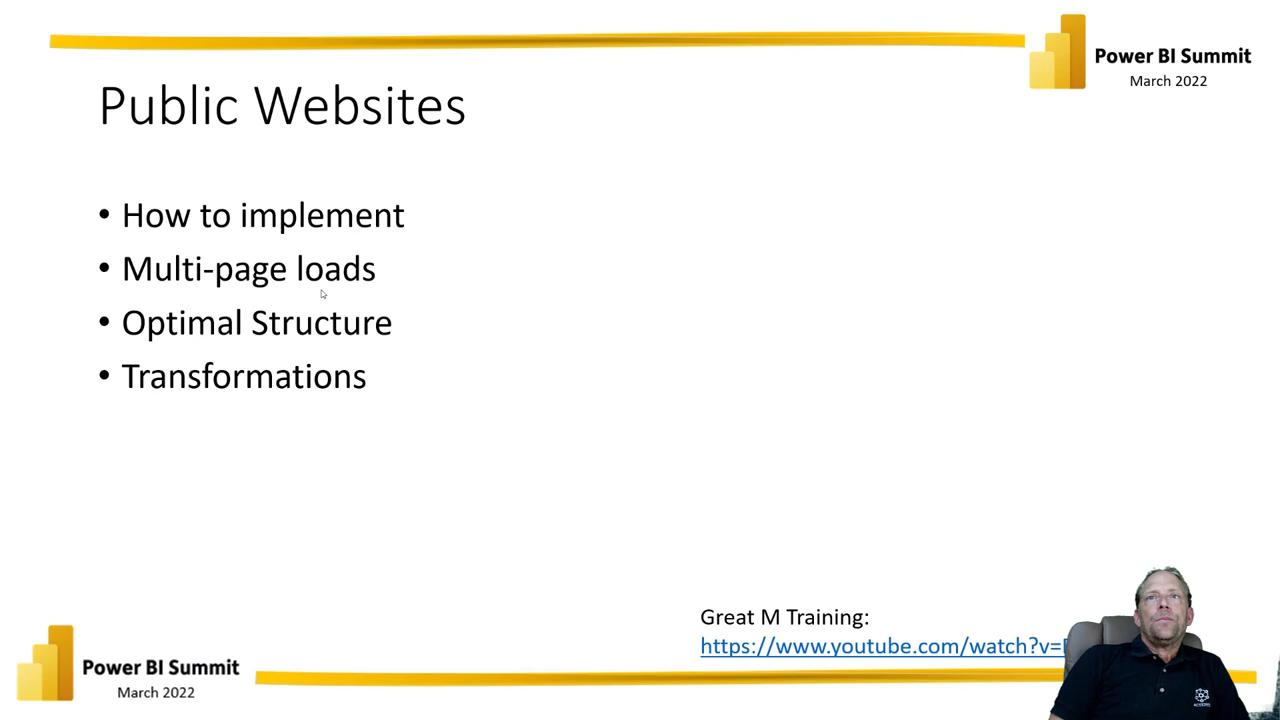 Power BI Summit
March 2022
Public Websites
• How to implement
• Multi-page loads
• Optimal Structure
• Transformations
Great M Training:
https://www.youtube.com/watch?v=
Power BI Summit
March 2022